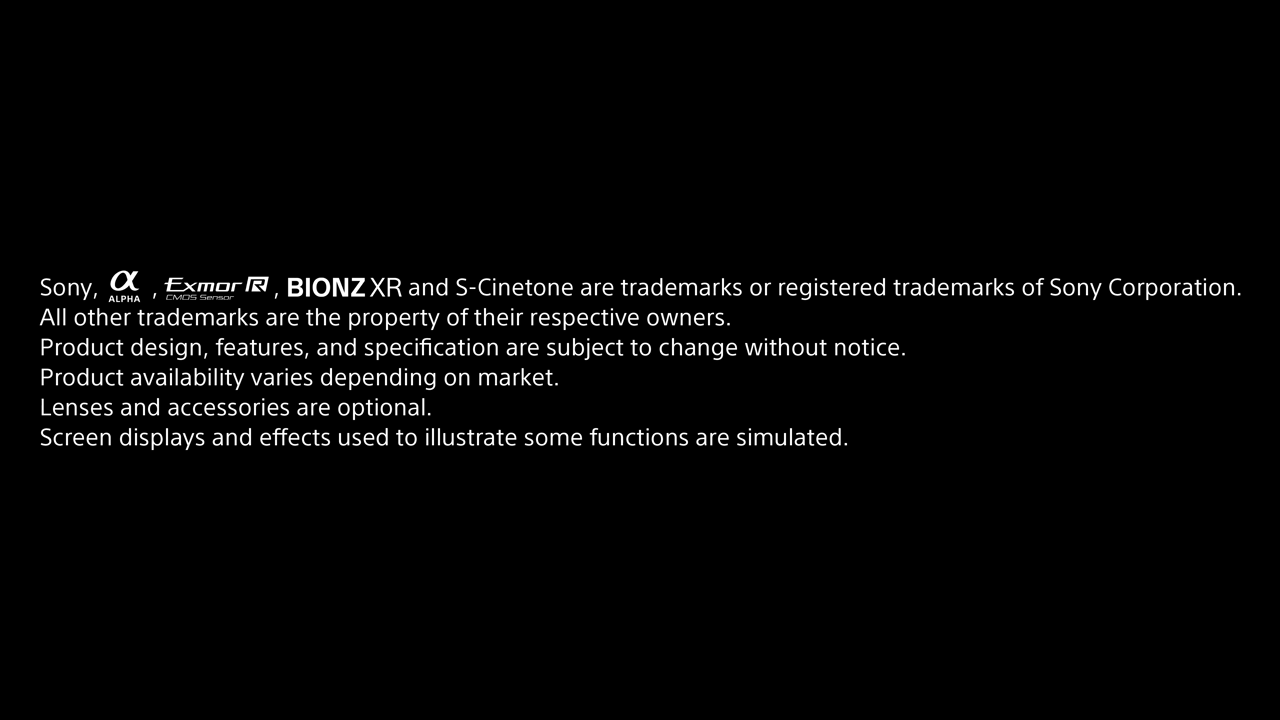 Sony, α ALPHA, Exmor R CMOS Sensor, BIONZ XR and S-Cinetone are trademarks or registered trademarks of Sony Corporation.
All other trademarks are the property of their respective owners.
Product design, features, and specification are subject to change without notice.
Product availability varies depending on market.
Lenses and accessories are optional.
Screen displays and effects used to illustrate some functions are simulated.